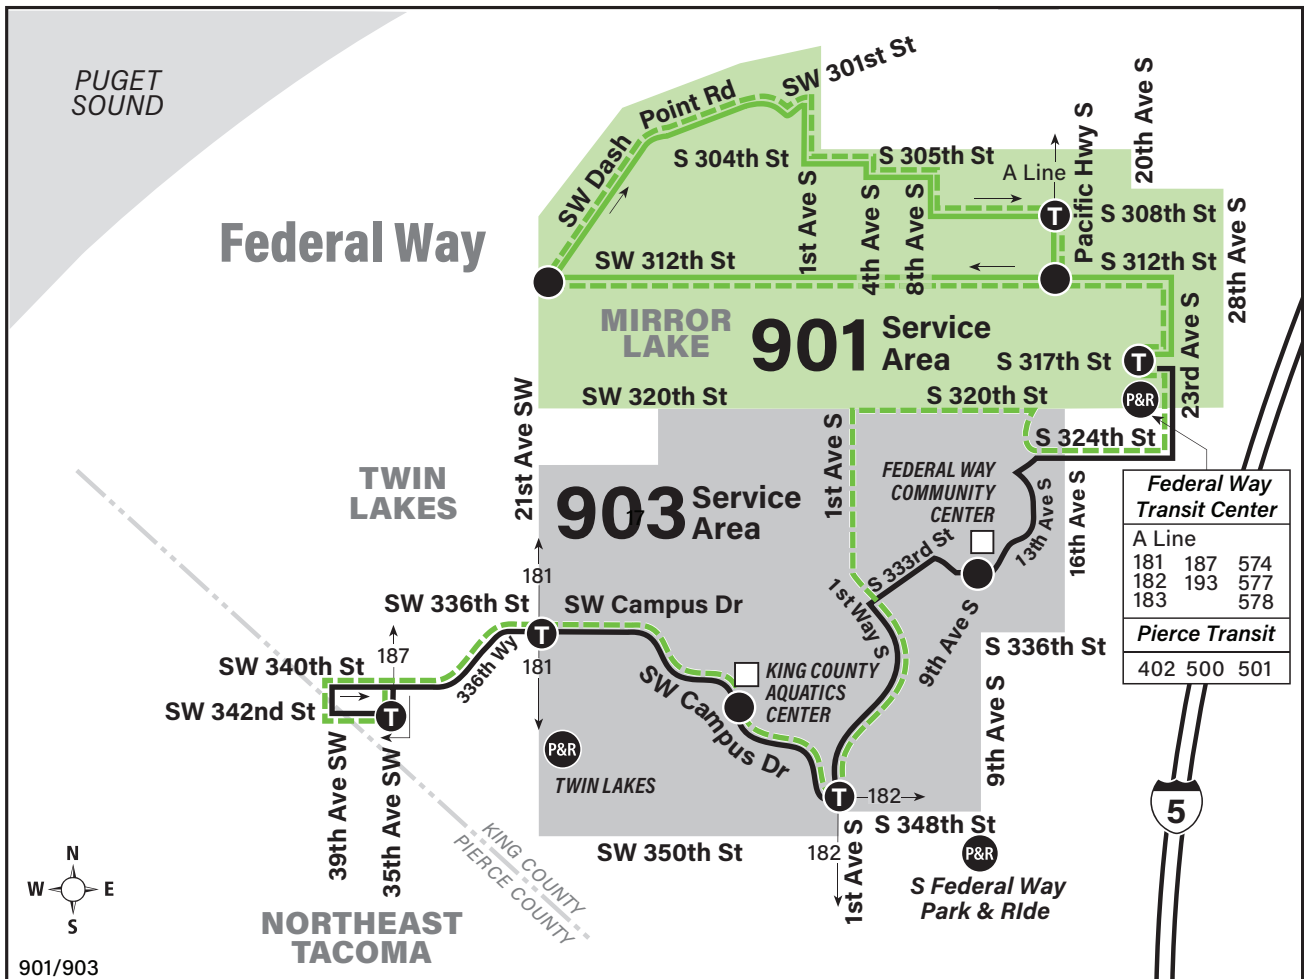 PUGET
SOUND
Federal Way
SW Dash
Point Rd
SW 301st St
S 304th St
S 305th St
A Line
Pacific Hwy S
20th Ave S
1st Ave S
4th Ave S
8th Ave S
S 308th St
28th Ave S
SW 312th St
S 312th St
MIRROR
LAKE
901
Service
Area
T
S 317th St
T
23rd Ave S
P&R
SW 320th St
S 320th St
21st Ave SW
1st Ave S
S 324th St
TWIN
LAKES
903
17
Service
Area
FEDERAL WAY
COMMUNITY
CENTER
13th Ave S
16th Ave S
Federal Way
Transit Center
A Line
181 187 574
182 193 577
183 578
Pierce Transit
402 500 501
181
S 333rd St
SW 336th St
SW Campus Dr
T
1st Way S
9th Ave S
S 336th St
187
181
336th Wy
SW 340th St
SW 342nd St
T
KING COUNTY
AQUATICS
CENTER
SW Campus Dr
P&R
TWIN LAKES
39th Ave SW
35th Ave SW
9th Ave S
T
182
S 348th St
182
1st Ave S
SW 350th St
P&R
S Federal Way
Park & RIde
5
KING COUNTY
PIERCE COUNTY
NORTHEAST
TACOMA
N
W
E
S
901/903